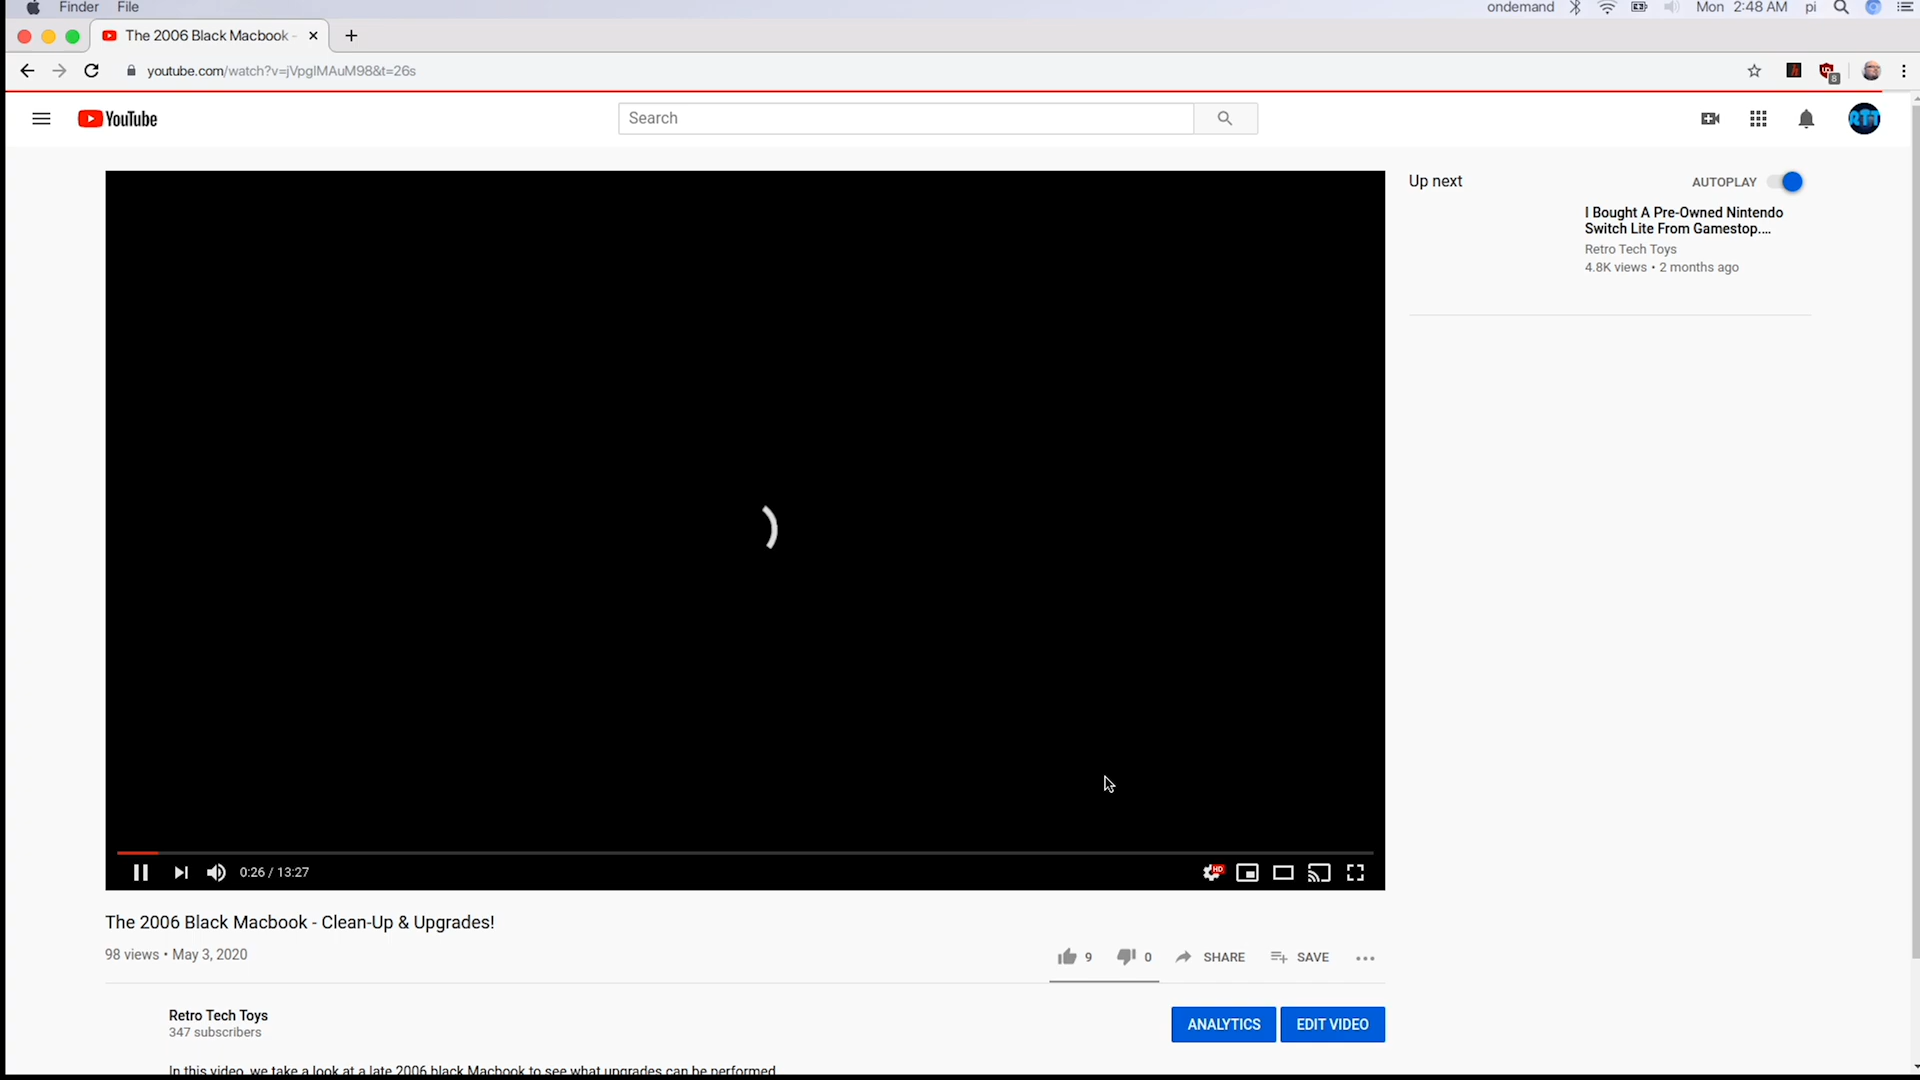 Finder File ondemand Mon 2:48 AM pi
The 2006 Black Macbook -
youtube.com/watch?v=jVpglMAuM98&t=26s
8
YouTube
Search
RTT
Up next
AUTOPLAY
I Bought A Pre-Owned Nintendo
Switch Lite From Gamestop....
Retro Tech Toys
4.8K views • 2 months ago
0:26 / 13:27
HD
The 2006 Black Macbook - Clean-Up & Upgrades!
98 views • May 3, 2020
9 0 SHARE SAVE
Retro Tech Toys
347 subscribers
ANALYTICS EDIT VIDEO
In this video, we take a look at a late 2006 black Macbook to see what upgrades can be performed